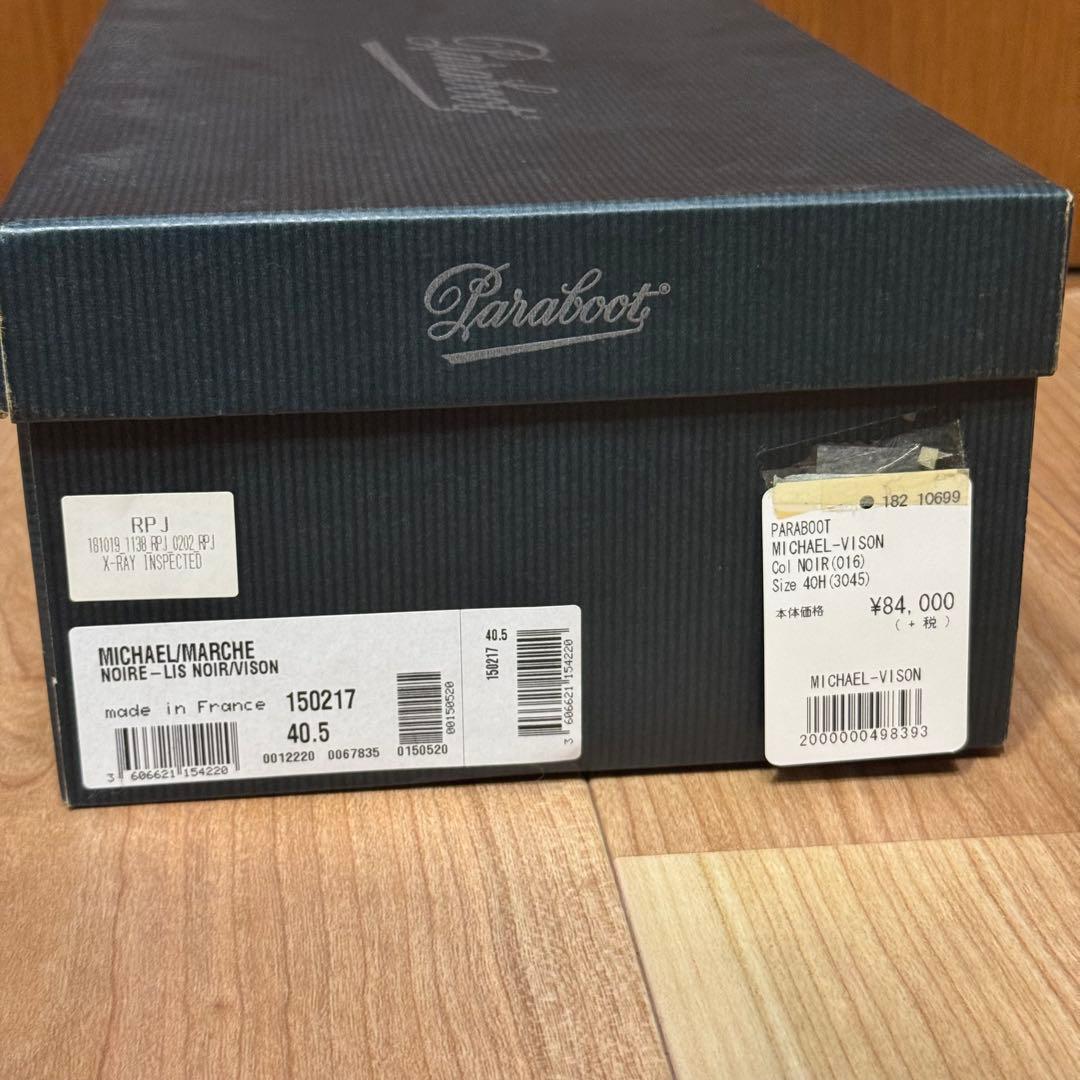 Paraboot
Paraboot®
RPJ
181019_1138_RPJ_0202_RPJ
X-RAY INSPECTED
MICHAEL/MARCHE
NOIRE-LIS NOIR/VISON
made in France 150217
40.5
3 606621 154220
0012220 0067835 0150520
00150520
40.5
150217
3 606621 154220
182 10699
PARABOOT
MICHAEL-VISON
Col NOIR(016)
Size 40H(3045)
本体価格 ¥84,000
( + 税 )
MICHAEL-VISON
2000000498393